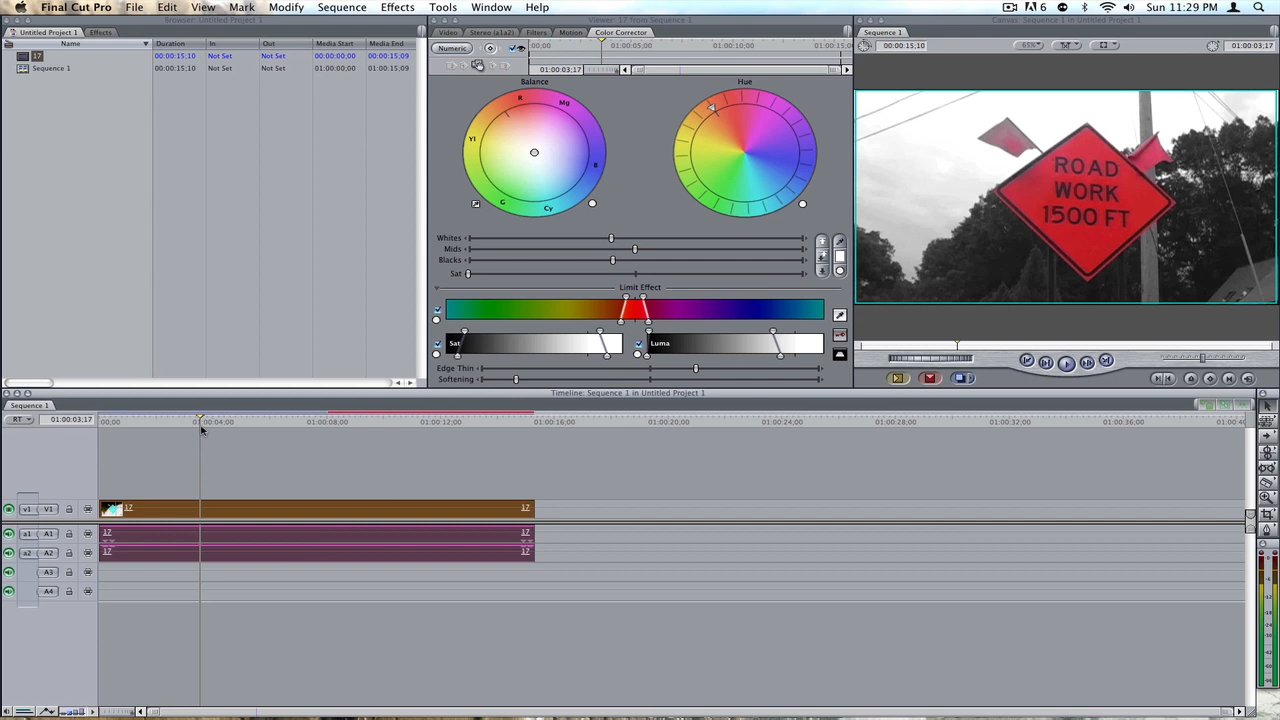 Final Cut Pro File Edit View Mark Modify Sequence Effects Tools Window Help
6 Sun 11:29 PM
Browser: Untitled Project 1
Untitled Project 1 Effects
Name Duration In Out Media Start Media End
17 00:00:15;10 Not Set Not Set 00:00:00;00 00:00:15;09
Sequence 1 00:00:15;10 Not Set Not Set 01:00:00;00 01:00:15;09
Viewer: 17 from Sequence 1
Video Stereo (a1a2) Filters Motion Color Corrector
Numeric
00;00 01:00:05;00 01:00:10;00 01:00:15;0
01:00:03;17
Balance Hue
R Mg
Yl B
G Cy
Whites
Mids
Blacks
Sat
Limit Effect
Sat Luma
Edge Thin
Softening
Canvas: Sequence 1 in Untitled Project 1
Sequence 1
00:00:15;10 65% 01:00:03;17
ROAD
WORK
1500 FT
Timeline: Sequence 1 in Untitled Project 1
Sequence 1
RT 01:00:03;17 00;00 01:00:04;00 01:00:08;00 01:00:12;00 01:00:16;00 01:00:20;00 01:00:24;00 01:00:28;00 01:00:32;00 01:00:36;00 01:00:40
v1 V1 17 17
a1 A1 17 17
a2 A2 17 17
A3
A4